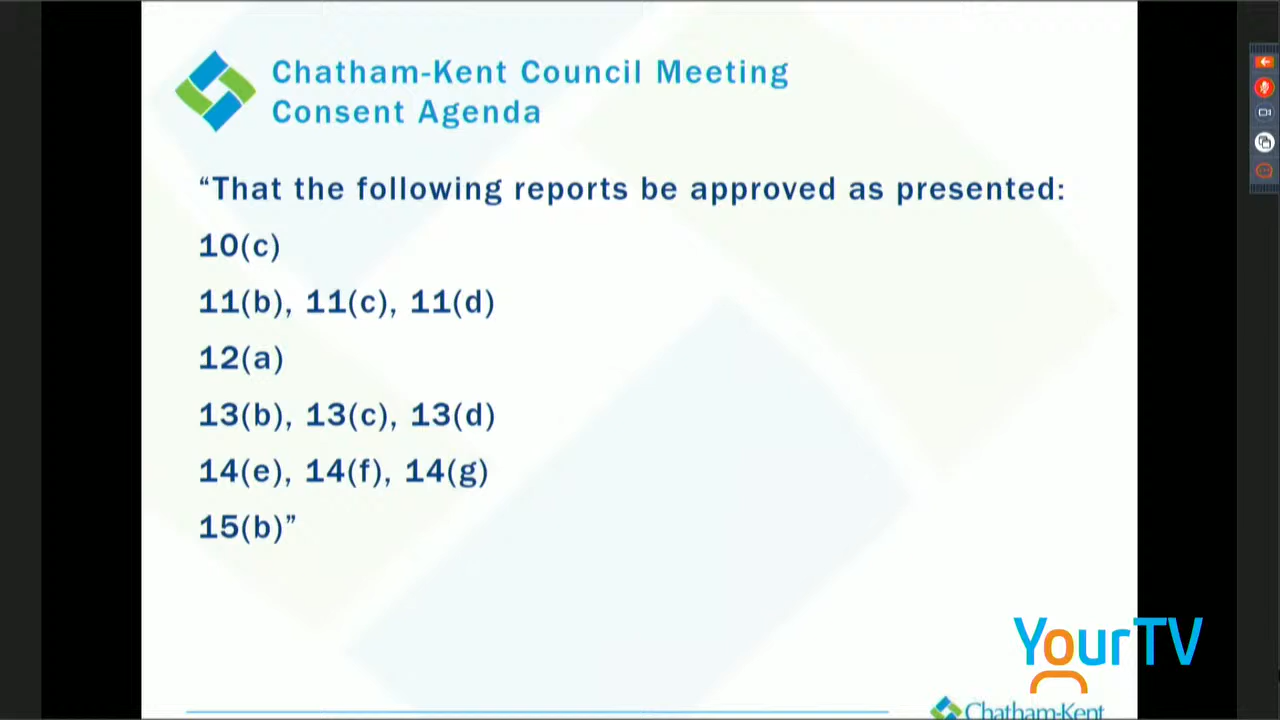 Chatham-Kent Council Meeting
Consent Agenda
“That the following reports be approved as presented:
10(c)
11(b), 11(c), 11(d)
12(a)
13(b), 13(c), 13(d)
14(e), 14(f), 14(g)
15(b)”
YourTV
Chatham-Kent